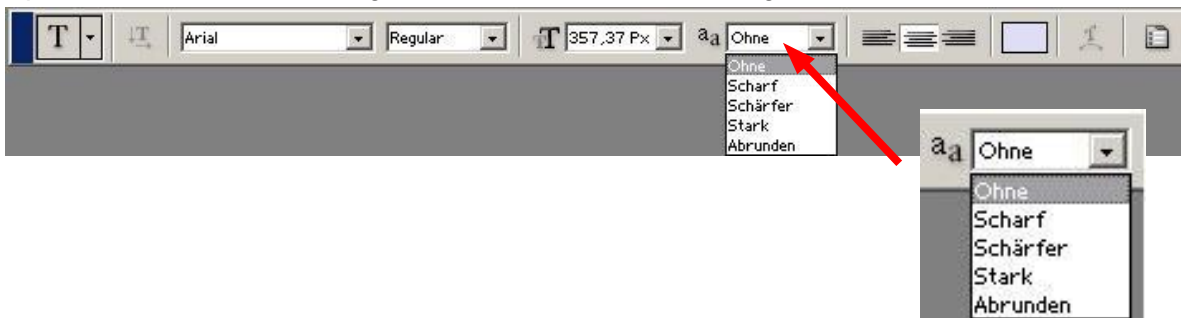 T Arial Regular T 357,37 Px aa Ohne
Ohne
Scharf
Schärfer
Stark
Abrunden
aa Ohne
Ohne
Scharf
Schärfer
Stark
Abrunden